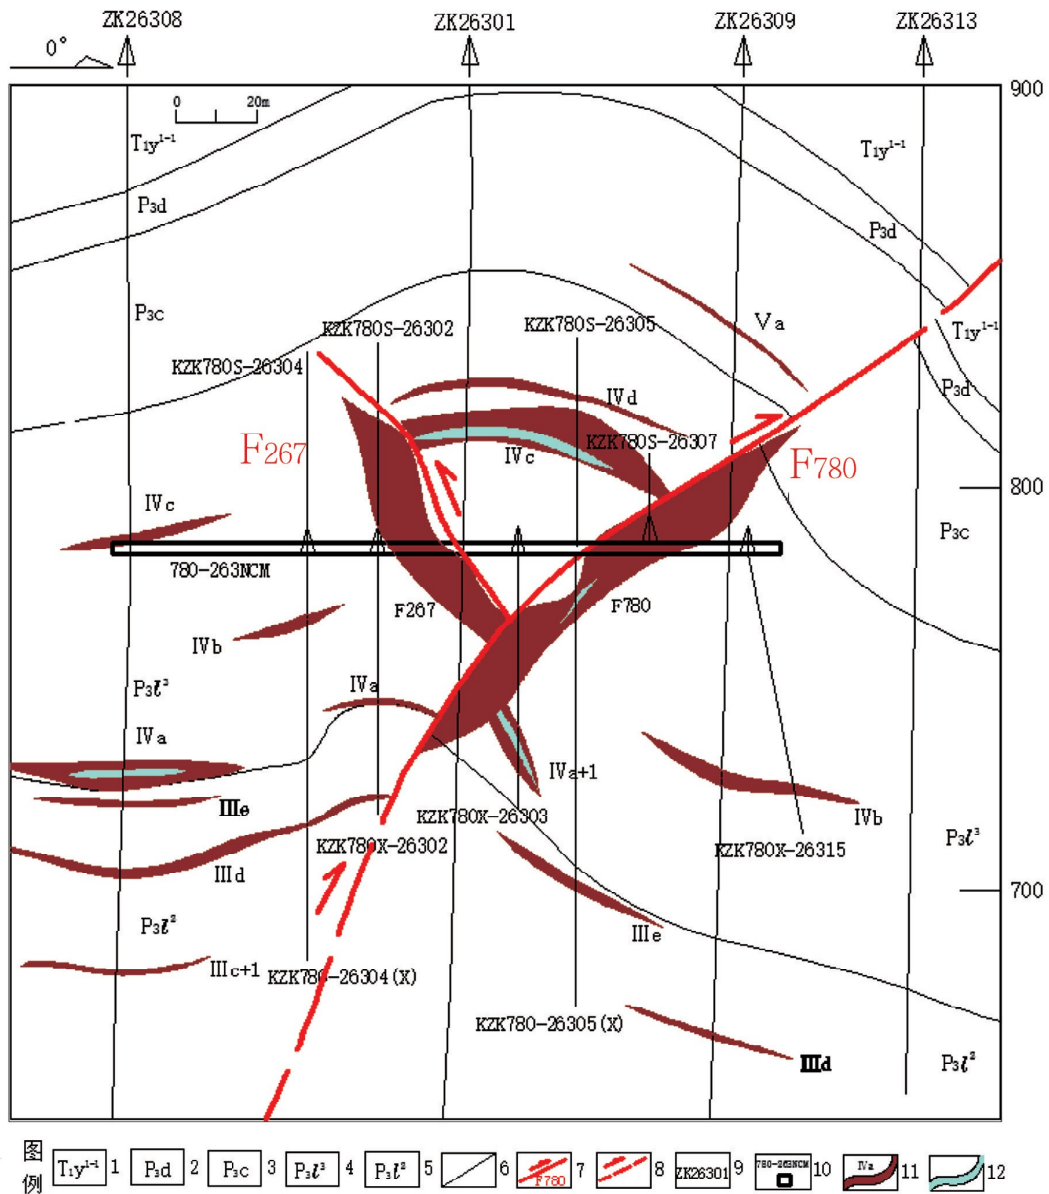 ZK26308
ZK26301
ZK26309
ZK26313
0°
0 20m
900
T₁y¹⁻¹
T₁y¹⁻¹
P₃d
P₃d
P₃c
KZK780S-26302
KZK780S-26305
Ⅴa
T₁y¹⁻¹
KZK780S-26304
P₃d
Ⅳd
F267
KZK780S-26307
Ⅳc
F780
800
Ⅳc
P₃c
780-263NCM
F267
F780
Ⅳb
P₃l³
Ⅳa
Ⅳa
Ⅳa+1
Ⅲe
KZK780X-26303
Ⅳb
KZK780X-26302
KZK780X-26315
P₃l³
Ⅲd
700
P₃l²
Ⅲe
Ⅲc+1
KZK780-26304(X)
KZK780-26305(X)
Ⅲd
P₃l²
图例
T₁y¹⁻¹ 1 P₃d 2 P₃c 3 P₃l³ 4 P₃l² 5 6 F780 7 8 ZK26301 9 780-263NCM 10 Ⅳa 11 12